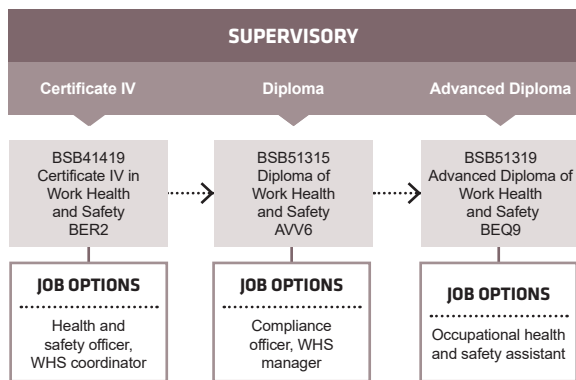 SUPERVISORY
Certificate IV
Diploma
Advanced Diploma
BSB41419
Certificate IV in
Work Health
and Safety
BER2
BSB51315
Diploma of
Work Health
and Safety
AVV6
BSB51319
Advanced Diploma of
Work Health
and Safety
BEQ9
JOB OPTIONS
Health and
safety officer,
WHS coordinator
JOB OPTIONS
Compliance
officer, WHS
manager
JOB OPTIONS
Occupational health
and safety assistant